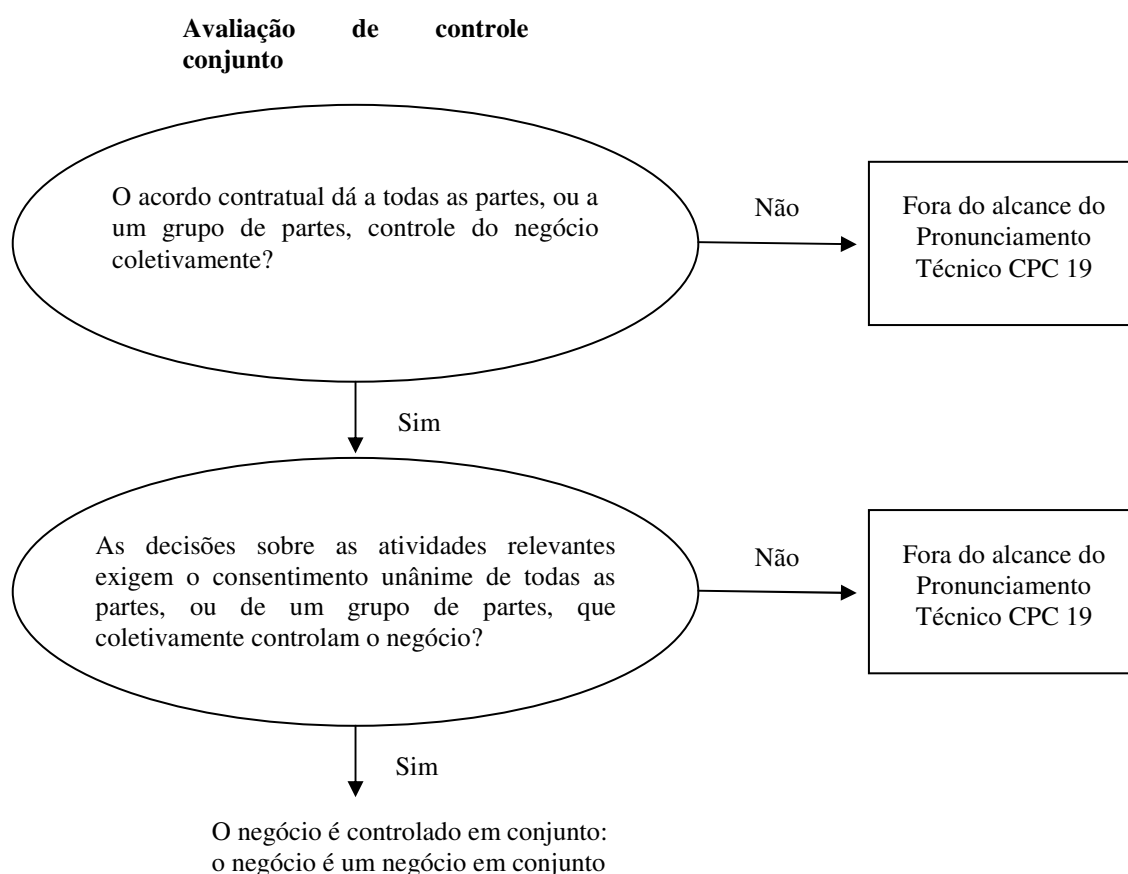 Avaliação de controle
conjunto
O acordo contratual dá a todas as partes, ou a
um grupo de partes, controle do negócio
coletivamente?
Não
Fora do alcance do
Pronunciamento
Técnico CPC 19
Sim
As decisões sobre as atividades relevantes
exigem o consentimento unânime de todas as
partes, ou de um grupo de partes, que
coletivamente controlam o negócio?
Não
Fora do alcance do
Pronunciamento
Técnico CPC 19
Sim
O negócio é controlado em conjunto:
o negócio é um negócio em conjunto